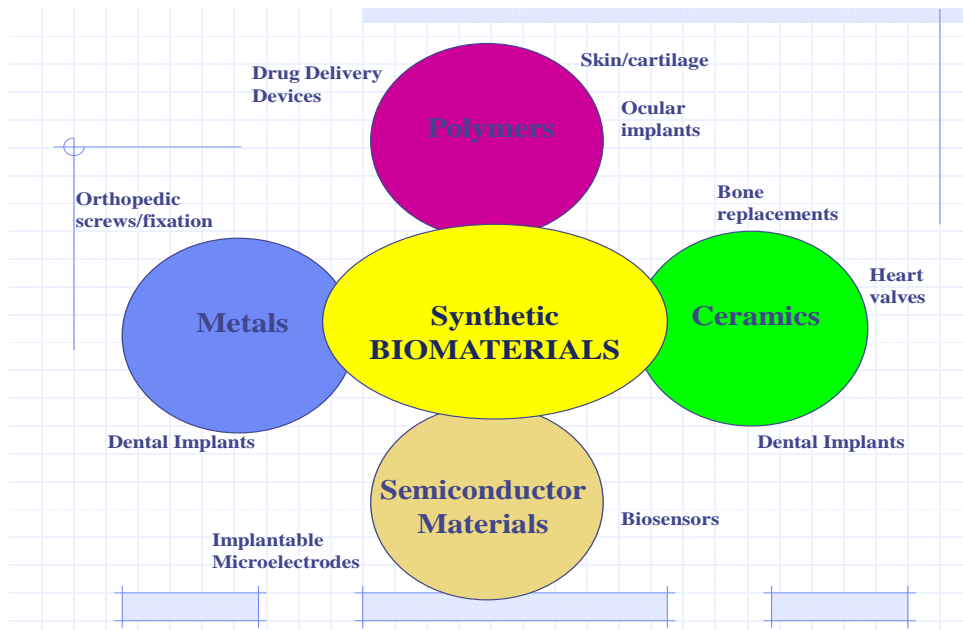 Drug Delivery
Devices
Skin/cartilage
Ocular
implants
Polymers
Orthopedic
screws/fixation
Bone
replacements
Heart
valves
Metals
Synthetic
BIOMATERIALS
Ceramics
Dental Implants
Dental Implants
Semiconductor
Materials
Implantable
Microelectrodes
Biosensors